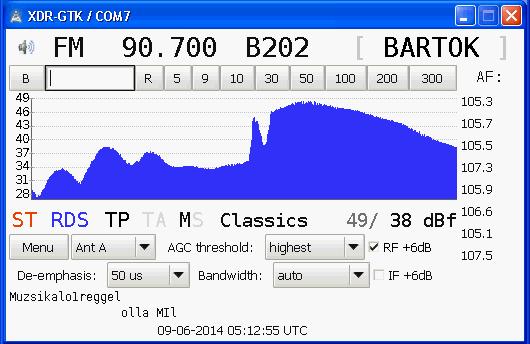 XDR-GTK / COM7
FM 90.700 B202 [ BARTOK ]
B R 5 9 10 30 50 100 200 300 AF:
49
45
43
40
37
34
31
28
105.3
105.7
105.5
107.3
105.9
106.6
105.1
107.5
ST RDS TP TA MS Classics 49/ 38 dBf
Menu Ant A AGC threshold: highest RF +6dB
De-emphasis: 50 us Bandwidth: auto IF +6dB
Muzsikalo1reggel
olla MIl
09-06-2014 05:12:55 UTC